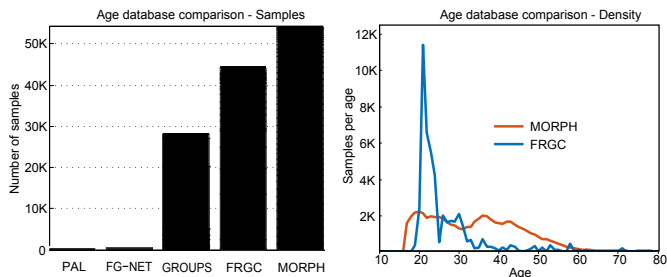 Age database comparison - Samples
50K
40K
30K
20K
10K
0
Number of samples
PAL FG-NET GROUPS FRGC MORPH
Age database comparison - Density
12K
10K
8K
6K
4K
2K
Samples per age
MORPH
FRGC
10 20 30 40 50 60 70 80
Age